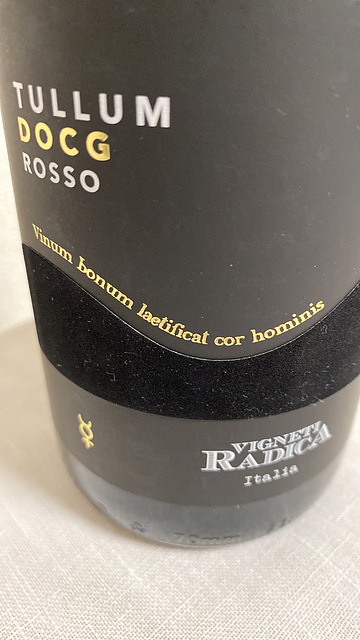 TULLUM
DOCG
ROSSO
Vinum bonum laetificat cor hominis
VIGNETI
RADICA
Italia